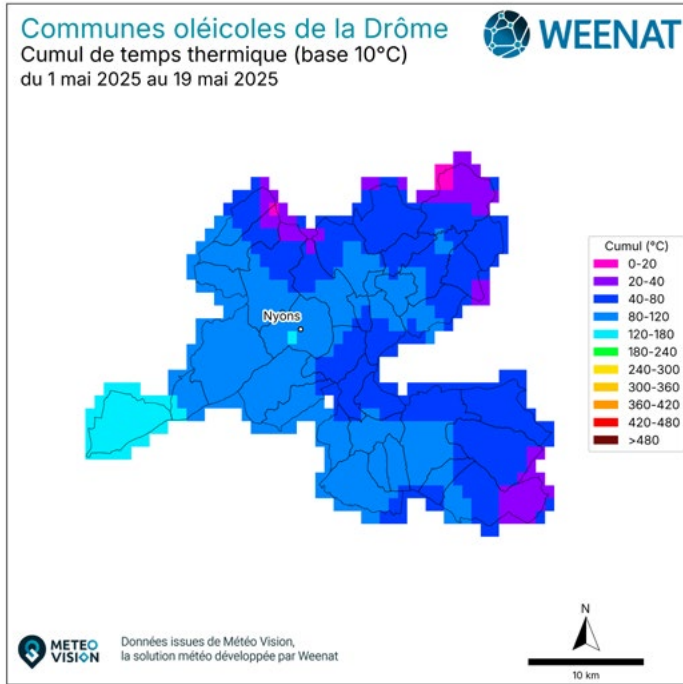 Communes oléicoles de la Drôme
WEENAT
Cumul de temps thermique (base 10°C)
du 1 mai 2025 au 19 mai 2025
Nyons
Cumul (°C)
0-20
20-40
40-80
80-120
120-180
180-240
240-300
300-360
360-420
420-480
>480
METEO
VISION
Données issues de Météo Vision,
la solution météo développée par Weenat
N
10 km